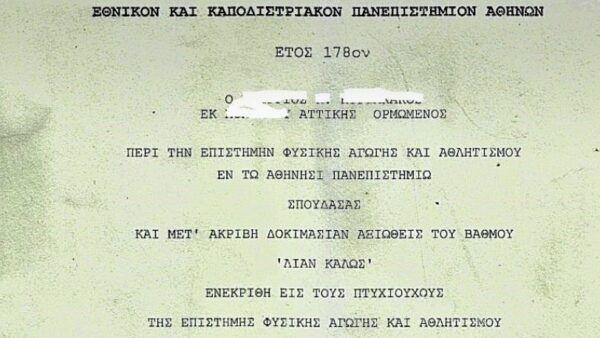 ΕΘΝΙΚΟΝ ΚΑΙ ΚΑΠΟΔΙΣΤΡΙΑΚΟΝ ΠΑΝΕΠΙΣΤΗΜΙΟΝ ΑΘΗΝΩΝ
ΕΤΟΣ 178ον
Ο
ΕΚ ΑΤΤΙΚΗΣ ΟΡΜΩΜΕΝΟΣ
ΠΕΡΙ ΤΗΝ ΕΠΙΣΤΗΜΗΝ ΦΥΣΙΚΗΣ ΑΓΩΓΗΣ ΚΑΙ ΑΘΛΗΤΙΣΜΟΥ
ΕΝ ΤΩ ΑΘΗΝΗΣΙ ΠΑΝΕΠΙΣΤΗΜΙΩ
ΣΠΟΥΔΑΣΑΣ
ΚΑΙ ΜΕΤ' ΑΚΡΙΒΗ ΔΟΚΙΜΑΣΙΑΝ ΑΞΙΩΘΕΙΣ ΤΟΥ ΒΑΘΜΟΥ
'ΛΙΑΝ ΚΑΛΩΣ'
ΕΝΕΚΡΙΘΗ ΕΙΣ ΤΟΥΣ ΠΤΥΧΙΟΥΧΟΥΣ
ΤΗΣ ΕΠΙΣΤΗΜΗΣ ΦΥΣΙΚΗΣ ΑΓΩΓΗΣ ΚΑΙ ΑΘΛΗΤΙΣΜΟΥ